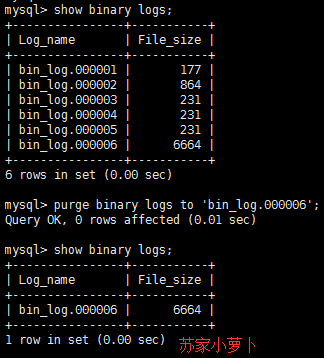 mysql> show binary logs;
+----------------+-----------+
| Log_name       | File_size |
+----------------+-----------+
| bin_log.000001 |       177 |
| bin_log.000002 |       864 |
| bin_log.000003 |       231 |
| bin_log.000004 |       231 |
| bin_log.000005 |       231 |
| bin_log.000006 |      6664 |
+----------------+-----------+
6 rows in set (0.00 sec)
mysql> purge binary logs to 'bin_log.000006';
Query OK, 0 rows affected (0.01 sec)
mysql> show binary logs;
+----------------+-----------+
| Log_name       | File_size |
+----------------+-----------+
| bin_log.000006 |      6664 |
+----------------+-----------+
1 row in set (0.00 sec) 苏家小萝卜